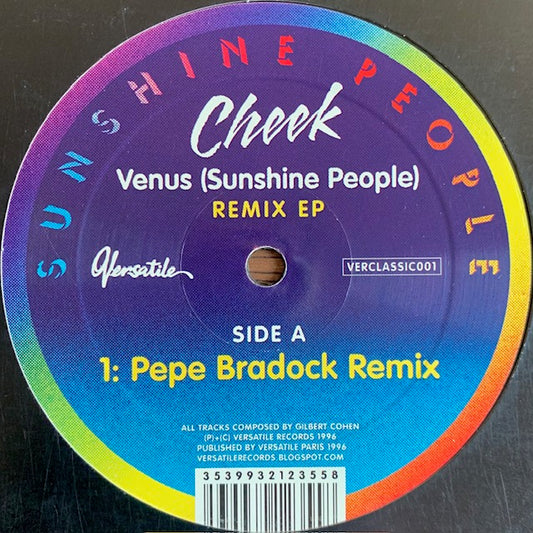 SUNSHINE PEOPLE
Cheek
Venus (Sunshine People)
REMIX EP
Versatile
VERCLASSIC001
SIDE A
1: Pepe Bradock Remix
ALL TRACKS COMPOSED BY GILBERT COHEN
(P)+(C) VERSATILE RECORDS 1996
PUBLISHED BY VERSATILE PARIS 1996
VERSATILERECORDS.BLOGSPOT.COM
3539932123558